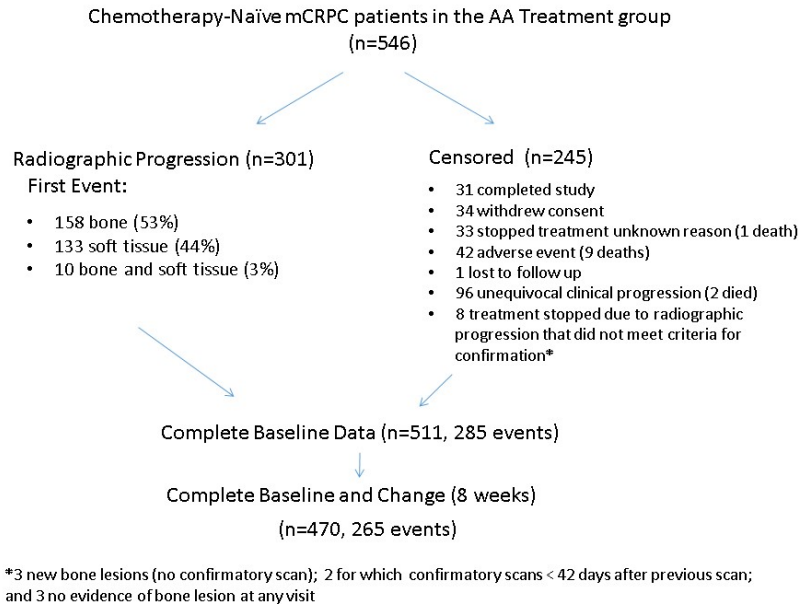 Chemotherapy-Naïve mCRPC patients in the AA Treatment group
(n=546)
Radiographic Progression (n=301)
First Event:
• 158 bone (53%)
• 133 soft tissue (44%)
• 10 bone and soft tissue (3%)
Censored (n=245)
• 31 completed study
• 34 withdrew consent
• 33 stopped treatment unknown reason (1 death)
• 42 adverse event (9 deaths)
• 1 lost to follow up
• 96 unequivocal clinical progression (2 died)
• 8 treatment stopped due to radiographic
progression that did not meet criteria for
confirmation*
Complete Baseline Data (n=511, 285 events)
Complete Baseline and Change (8 weeks)
(n=470, 265 events)
*3 new bone lesions (no confirmatory scan); 2 for which confirmatory scans < 42 days after previous scan;
and 3 no evidence of bone lesion at any visit